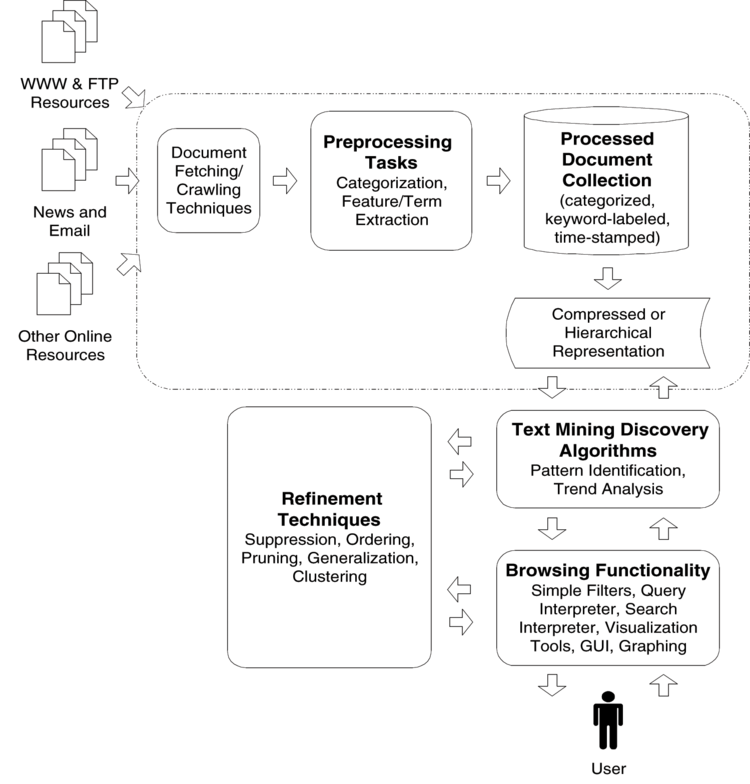 WWW & FTP
Resources
News and
Email
Other Online
Resources
Document
Fetching/
Crawling
Techniques
Preprocessing
Tasks
Categorization,
Feature/Term
Extraction
Processed
Document
Collection
(categorized,
keyword-labeled,
time-stamped)
Compressed or
Hierarchical
Representation
Text Mining Discovery
Algorithms
Pattern Identification,
Trend Analysis
Refinement
Techniques
Suppression, Ordering,
Pruning, Generalization,
Clustering
Browsing Functionality
Simple Filters, Query
Interpreter, Search
Interpreter, Visualization
Tools, GUI, Graphing
User